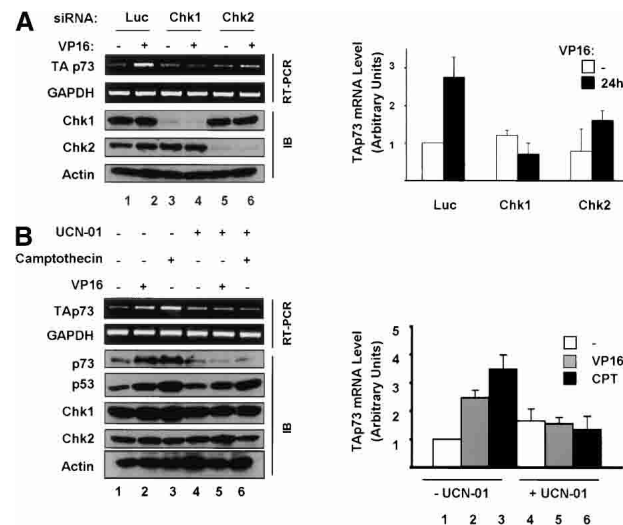 A
siRNA: Luc Chk1 Chk2
VP16: - + - + - +
TA p73
GAPDH
RT-PCR
Chk1
Chk2
Actin
IB
1 2 3 4 5 6
VP16:
-
24h
TAp73 mRNA Level
(Arbitrary Units)
3
2
1
Luc Chk1 Chk2
B
UCN-01 - - - + + +
Camptothecin - - + - - +
VP16 - + - - + -
TAp73
GAPDH
RT-PCR
p73
p53
Chk1
Chk2
Actin
IB
1 2 3 4 5 6
-
VP16
CPT
TAp73 mRNA Level
(Arbitrary Units)
5
4
3
2
1
- UCN-01 + UCN-01
1 2 3 4 5 6